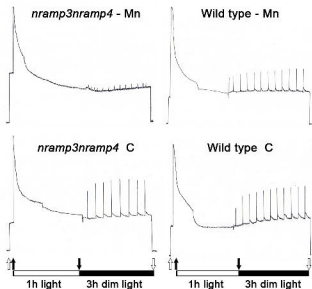 nramp3nramp4 - Mn
Wild type - Mn
nramp3nramp4 C
Wild type C
1h light
3h dim light
1h light
3h dim light